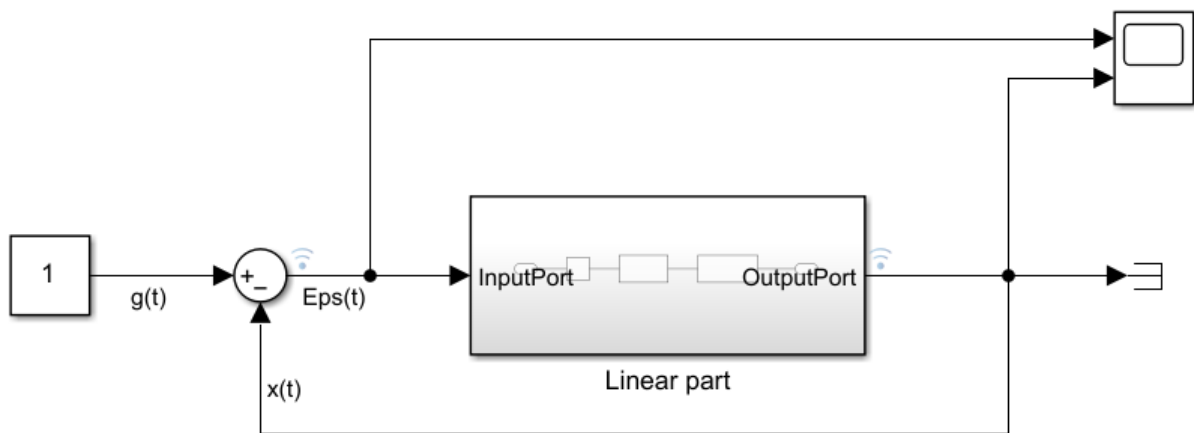 1
g(t)
+
−
Eps(t)
InputPort
OutputPort
Linear part
x(t)